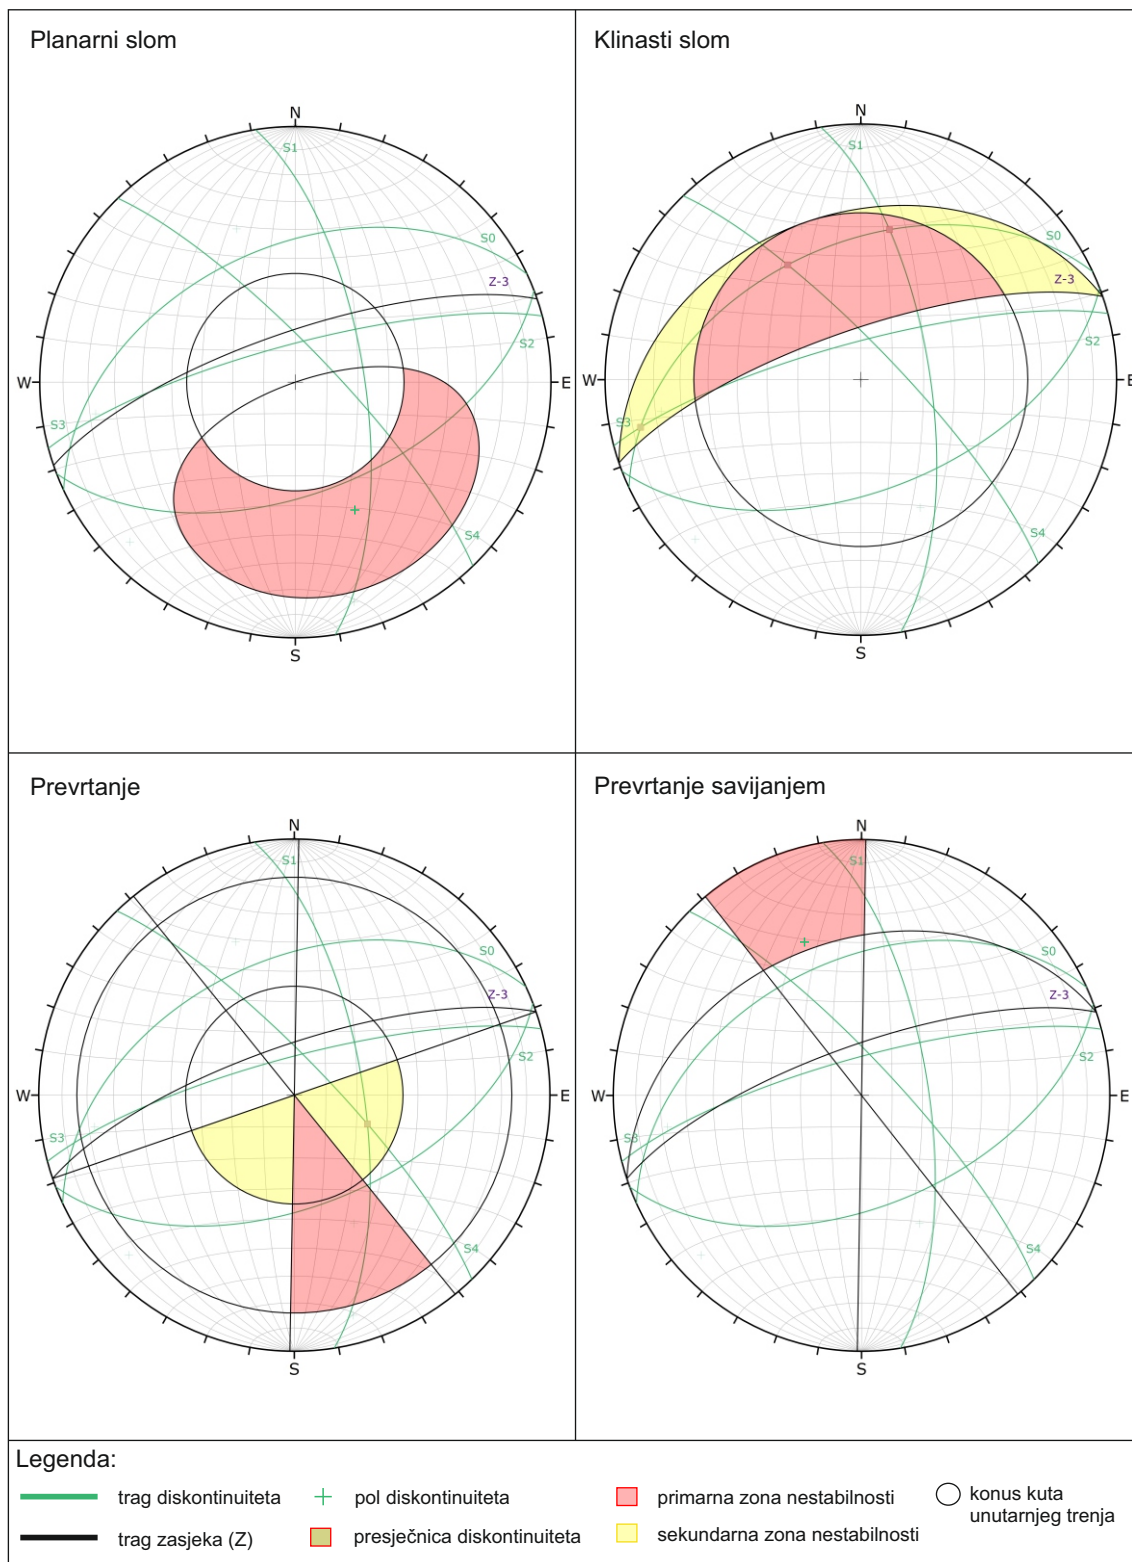 Planarni slom
N
S1
S0
Z-3
S2
W
E
S3
S4
S
Klinasti slom
N
S1
S0
Z-3
S2
W
E
S3
S4
S
Prevrtanje
N
S1
S0
Z-3
S2
W
E
S3
S4
S
Prevrtanje savijanjem
N
S1
S0
Z-3
S2
W
E
S3
S4
S
Legenda:
trag diskontinuiteta
pol diskontinuiteta
primarna zona nestabilnosti
konus kuta
unutarnjeg trenja
trag zasjeka (Z)
presječnica diskontinuiteta
sekundarna zona nestabilnosti